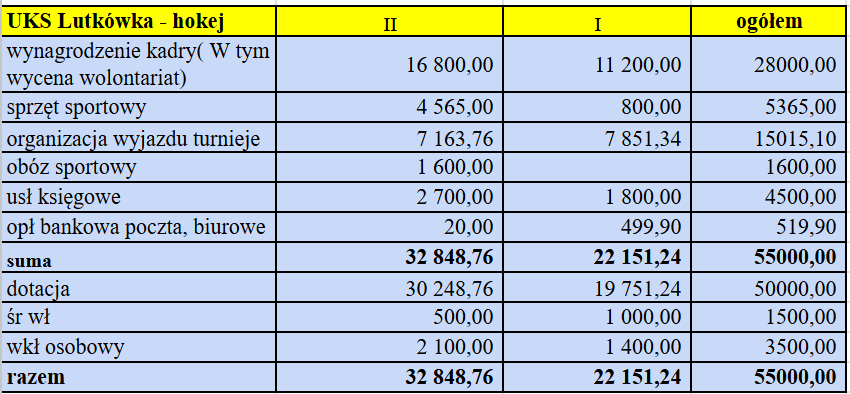 UKS Lutkówka - hokej II I ogółem
wynagrodzenie kadry( W tym
wycena wolontariat) 16 800,00 11 200,00 28000,00
sprzęt sportowy 4 565,00 800,00 5365,00
organizacja wyjazdu turnieje 7 163,76 7 851,34 15015,10
obóz sportowy 1 600,00 1600,00
usł księgowe 2 700,00 1 800,00 4500,00
opł bankowa poczta, biurowe 20,00 499,90 519,90
suma 32 848,76 22 151,24 55000,00
dotacja 30 248,76 19 751,24 50000,00
śr wł 500,00 1 000,00 1500,00
wkł osobowy 2 100,00 1 400,00 3500,00
razem 32 848,76 22 151,24 55000,00